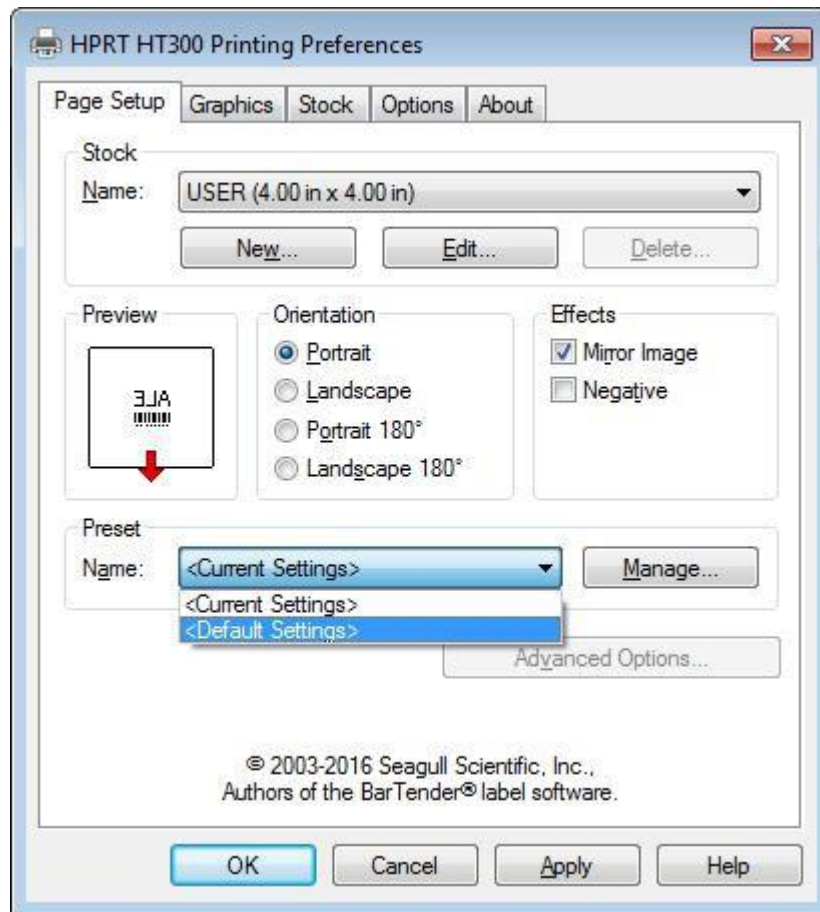 HPRT HT300 Printing Preferences
Page Setup Graphics Stock Options About
Stock
Name: USER (4.00 in x 4.00 in)
New... Edit... Delete...
Preview Orientation Effects
Portrait Mirror Image
Landscape Negative
Portrait 180°
Landscape 180°
ALE
Preset
Name: <Current Settings> Manage...
<Current Settings>
<Default Settings>
Advanced Options...
© 2003-2016 Seagull Scientific, Inc.,
Authors of the BarTender® label software.
OK Cancel Apply Help